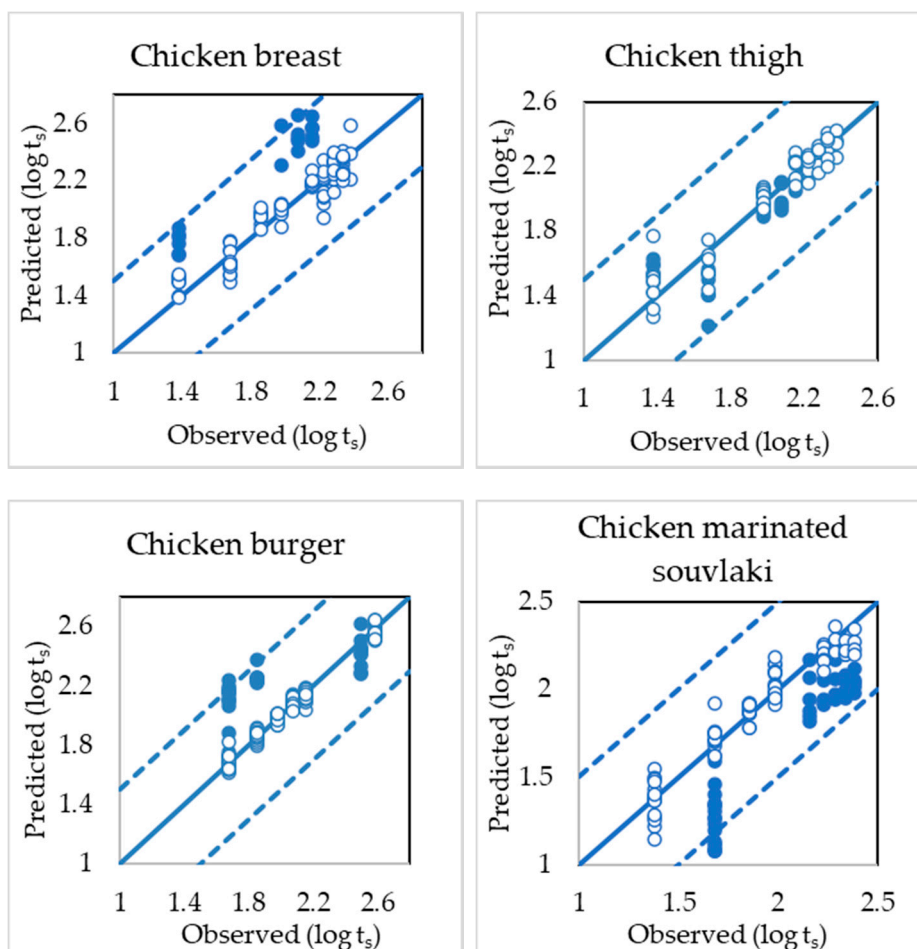 Chicken breast
Predicted (log tₛ)
2.6
2.2
1.8
1.4
1
1 1.4 1.8 2.2 2.6
Observed (log tₛ)
Chicken thigh
Predicted (log tₛ)
2.6
2.2
1.8
1.4
1
1 1.4 1.8 2.2 2.6
Observed (log tₛ)
Chicken burger
Predicted (log tₛ)
2.6
2.2
1.8
1.4
1
1 1.4 1.8 2.2 2.6
Observed (log tₛ)
Chicken marinated
souvlaki
Predicted (log tₛ)
2.5
2
1.5
1
1 1.5 2 2.5
Observed (log tₛ)